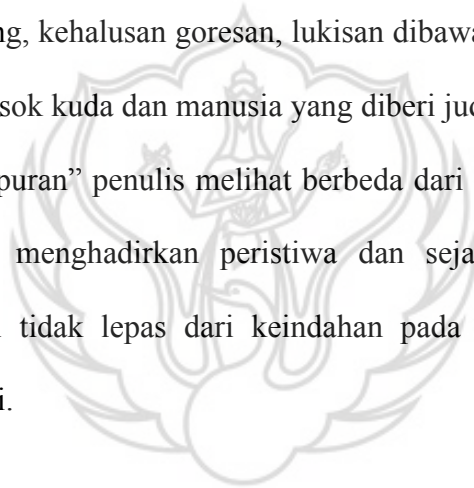 ng, kehalusan goresan, lukisan dibawa
sok kuda dan manusia yang diberi jud
puran” penulis melihat berbeda dari
menghadirkan peristiwa dan seja
tidak lepas dari keindahan pada
i.